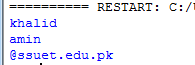 ========== RESTART: C:/
khalid
amin
@ssuet.edu.pk